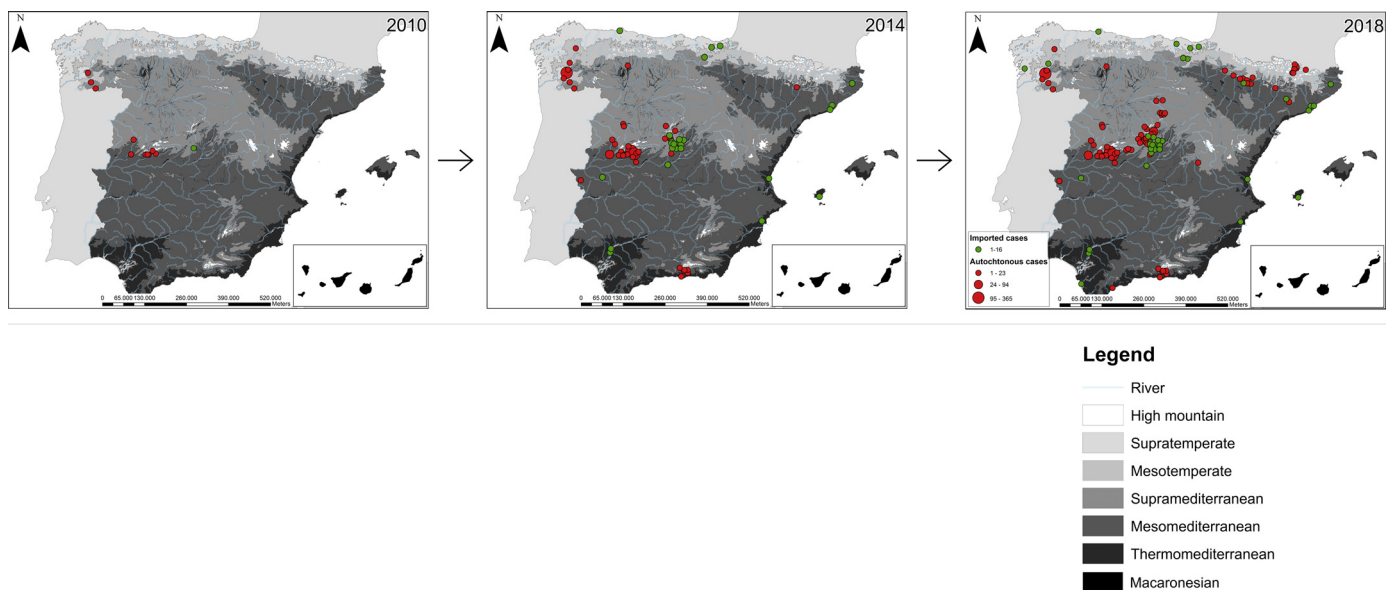 N
2010
0 65.000 130.000 260.000 390.000 520.000
Meters
N
2014
0 65.000 130.000 260.000 390.000 520.000
Meters
N
2018
Imported cases
1-16
Autochtonous cases
1 - 23
24 - 94
95 - 365
0 65.000 130.000 260.000 390.000 520.000
Meters
Legend
River
High mountain
Supratemperate
Mesotemperate
Supramediterranean
Mesomediterranean
Thermomediterranean
Macaronesian